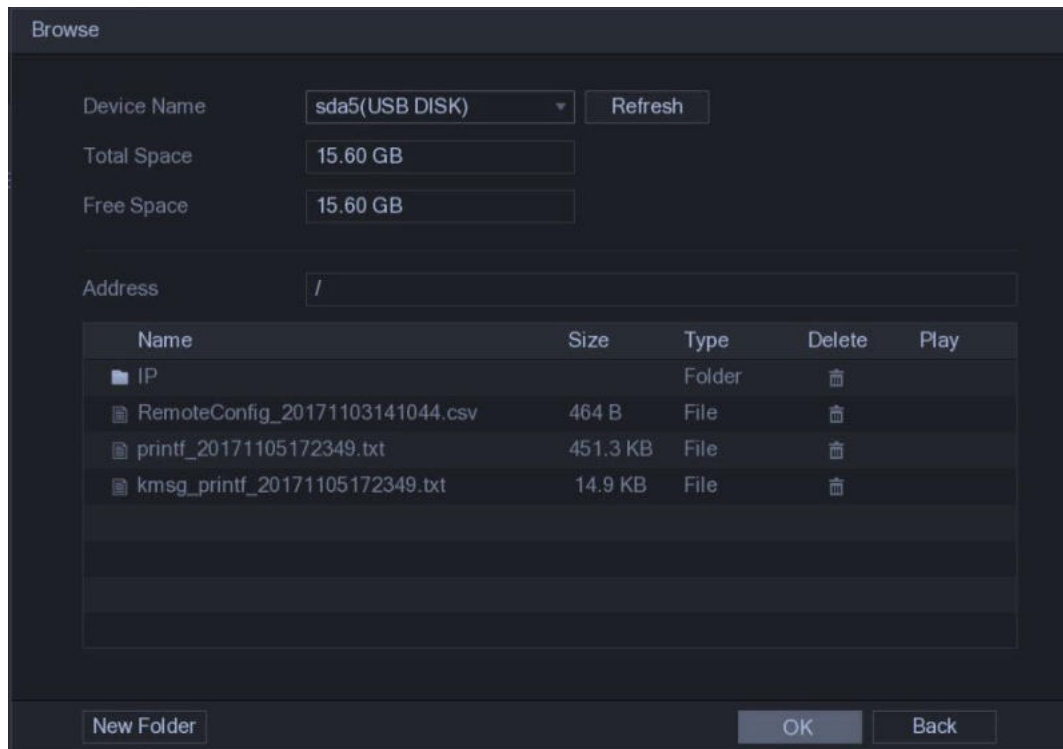 Browse
Device Name sda5(USB DISK) Refresh
Total Space 15.60 GB
Free Space 15.60 GB
Address /
Name Size Type Delete Play
IP Folder
RemoteConfig_20171103141044.csv 464 B File
printf_20171105172349.txt 451.3 KB File
kmsg_printf_20171105172349.txt 14.9 KB File
New Folder OK Back